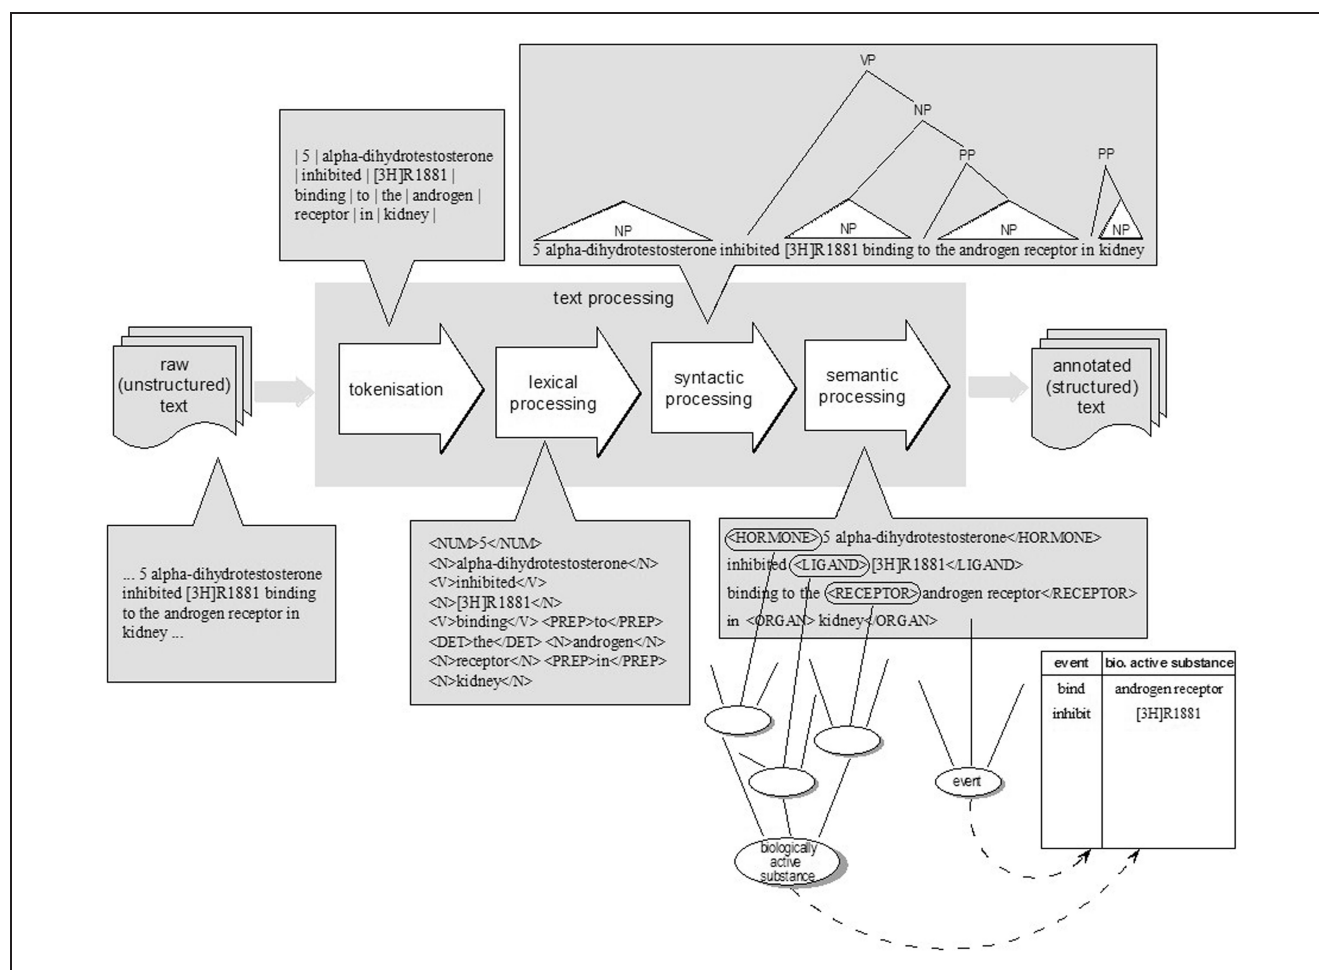 VP
NP
PP
PP
NP
NP
NP
NP
5 alpha-dihydrotestosterone inhibited [3H]R1881 binding to the androgen receptor in kidney
| 5 | alpha-dihydrotestosterone
| inhibited | [3H]R1881 |
binding | to | the | androgen |
receptor | in | kidney |
text processing
raw
(unstructured)
text
tokenisation
lexical
processing
syntactic
processing
semantic
processing
annotated
(structured)
text
... 5 alpha-dihydrotestosterone
inhibited [3H]R1881 binding
to the androgen receptor in
kidney ...
<NUM>5</NUM>
<N>alpha-dihydrotestosterone</N>
<V>inhibited</V>
<N>[3H]R1881</N>
<V>binding</V> <PREP>to</PREP>
<DET>the</DET> <N>androgen</N>
<N>receptor</N> <PREP>in</PREP>
<N>kidney</N>
<HORMONE> 5 alpha-dihydrotestosterone</HORMONE>
inhibited <LIGAND> [3H]R1881</LIGAND>
binding to the <RECEPTOR> androgen receptor</RECEPTOR>
in <ORGAN> kidney</ORGAN>
event
biologically
active
substance
event bio. active substance
bind androgen receptor
inhibit [3H]R1881